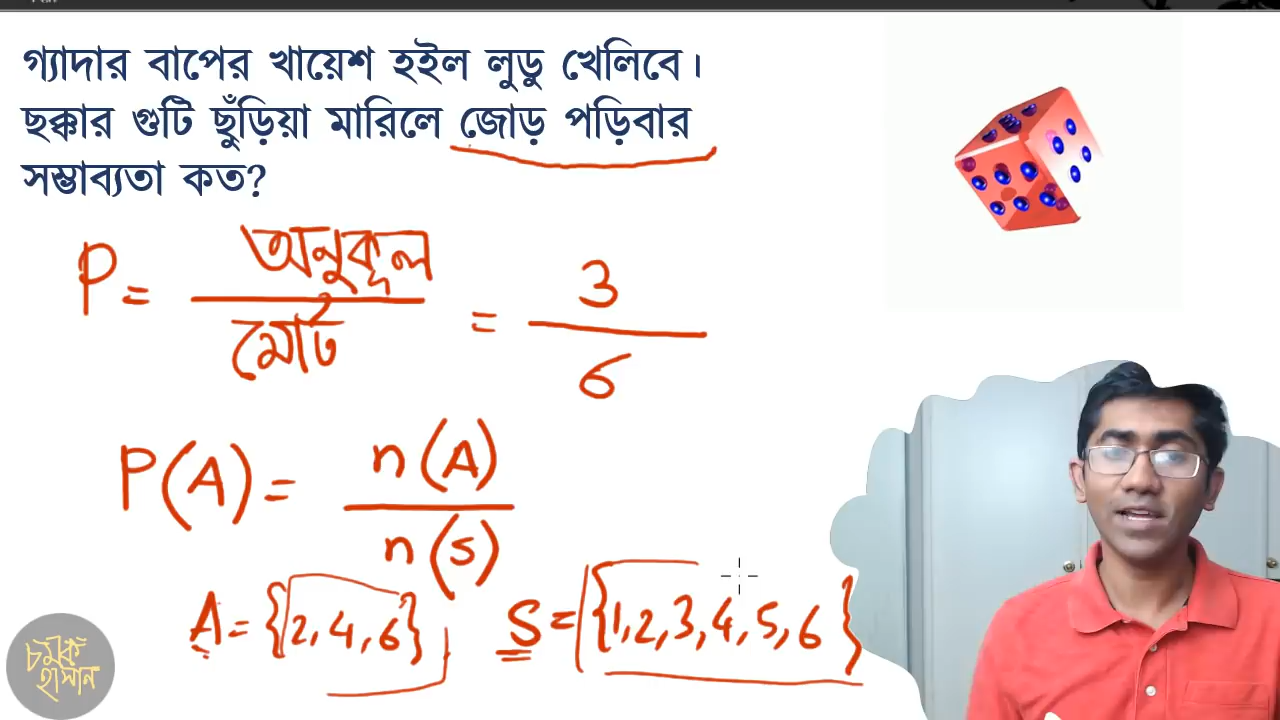 গ্যাদার বাপের খায়েশ হইল লুডু খেলিবে।
ছক্কার গুটি ছুঁড়িয়া মারিলে জোড় পড়িবার
সম্ভাব্যতা কত?
P = অনুকূল / মোট = 3 / 6
P(A) = n(A) / n(S)
A = {2, 4, 6} S = {1, 2, 3, 4, 5, 6}
চমক
হাসান